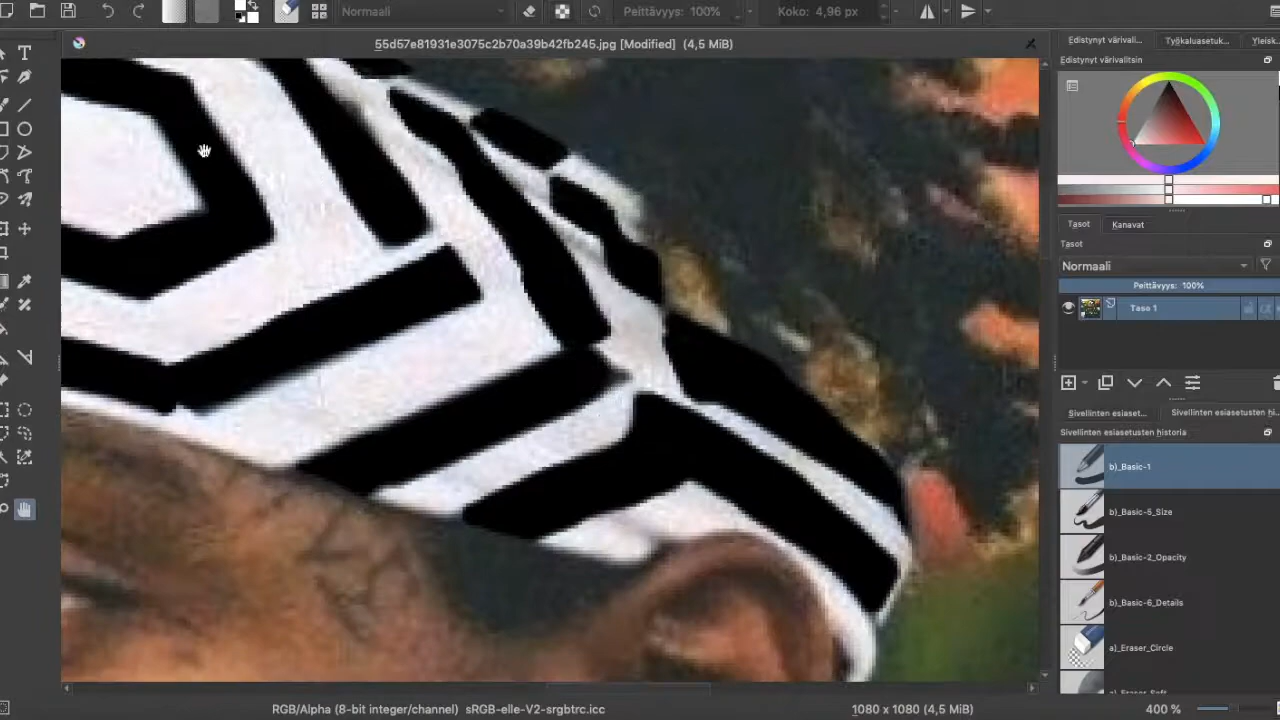 Normaali
Peittävyys: 100%
Koko: 4,96 px
55d57e81931e3075c2b70a39b42fb245.jpg [Modified] (4,5 MiB)
Edistynyt värivali...
Työkaluasetuk...
Yleisk
Edistynyt värivalitsin
Tasot
Kanavat
Tasot
Normaali
Peittävyys: 100%
Taso 1
Sivellinten esiaset...
Sivellinten esiasetusten hi...
Sivellinten esiasetusten historia
b)_Basic-1
b)_Basic-5_Size
b)_Basic-2_Opacity
b)_Basic-6_Details
a)_Eraser_Circle
a)_Eraser_Soft
RGB/Alpha (8-bit integer/channel) sRGB-elle-V2-srgbtrc.icc
1080 x 1080 (4,5 MiB)
400 %